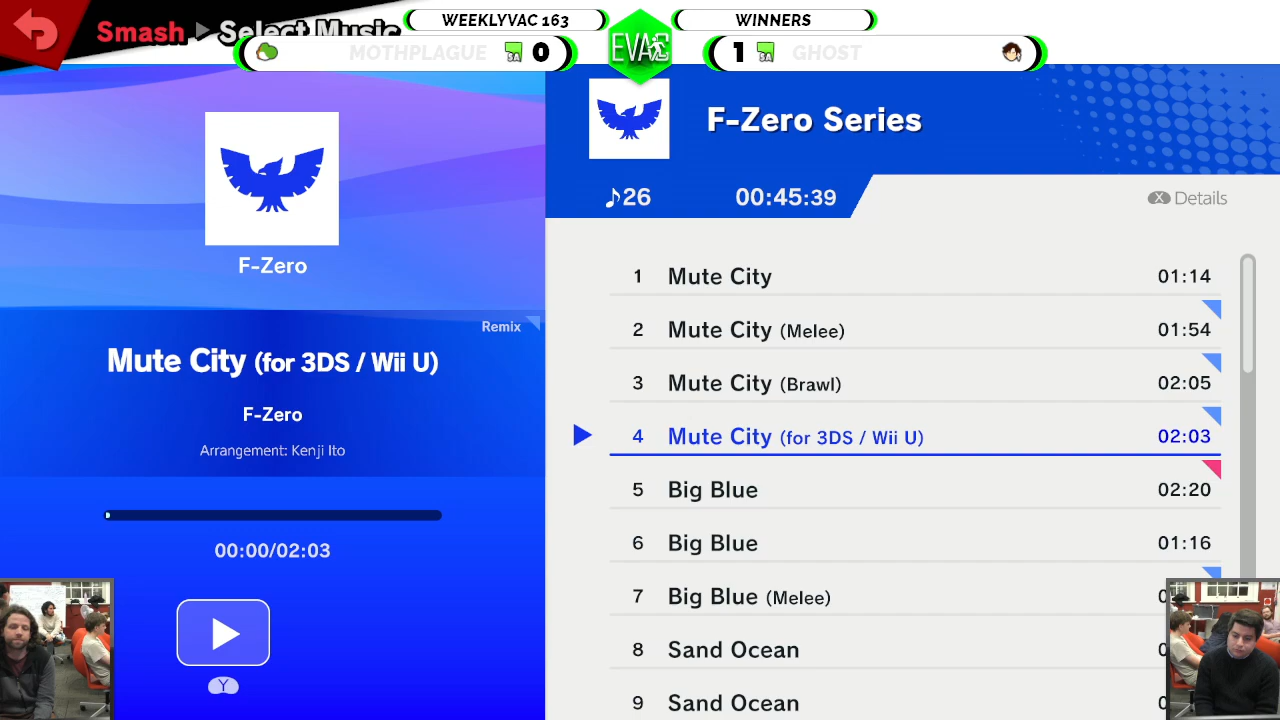 WEEKLYVAC 163
WINNERS
Smash
Select Music
MOTHPLAGUE
SA
0
EVAC
1
SA
GHOST
F-Zero
Remix
Mute City (for 3DS / Wii U)
F-Zero
Arrangement: Kenji Ito
00:00/02:03
Y
F-Zero Series
♪26
00:45:39
X Details
1 Mute City 01:14
2 Mute City (Melee) 01:54
3 Mute City (Brawl) 02:05
4 Mute City (for 3DS / Wii U) 02:03
5 Big Blue 02:20
6 Big Blue 01:16
7 Big Blue (Melee)
8 Sand Ocean
9 Sand Ocean